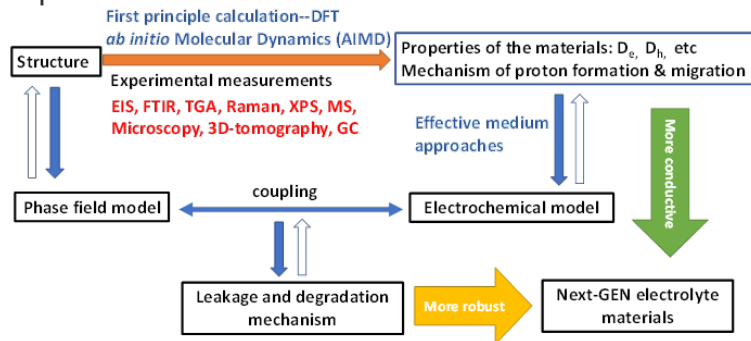 First principle calculation--DFT
ab initio Molecular Dynamics (AIMD)
Structure
Properties of the materials: De, Dh, etc
Mechanism of proton formation & migration
Experimental measurements
EIS, FTIR, TGA, Raman, XPS, MS,
Microscopy, 3D-tomography, GC
Effective medium
approaches
More conductive
coupling
Phase field model
Electrochemical model
Leakage and degradation
mechanism
More robust
Next-GEN electrolyte
materials